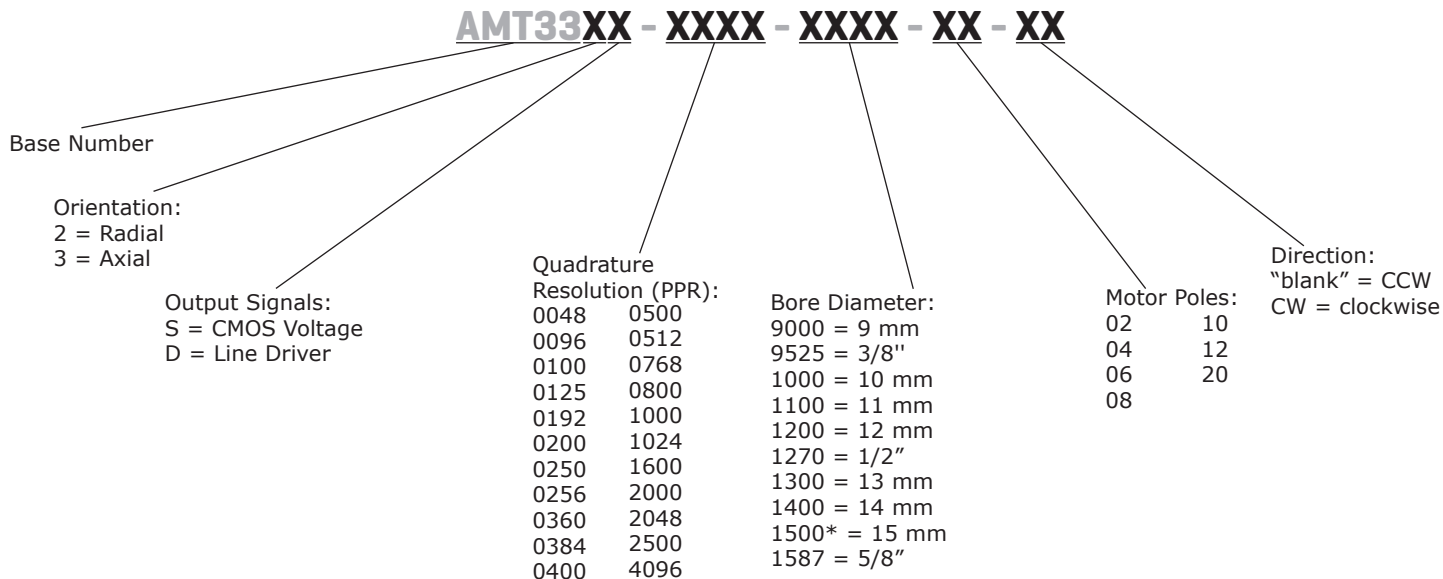 AMT33XX - XXXX - XXXX - XX - XX
Base Number
Orientation:
2 = Radial
3 = Axial
Output Signals:
S = CMOS Voltage
D = Line Driver
Quadrature
Resolution (PPR):
0048 0500
0096 0512
0100 0768
0125 0800
0192 1000
0200 1024
0250 1600
0256 2000
0360 2048
0384 2500
0400 4096
Bore Diameter:
9000 = 9 mm
9525 = 3/8''
1000 = 10 mm
1100 = 11 mm
1200 = 12 mm
1270 = 1/2”
1300 = 13 mm
1400 = 14 mm
1500* = 15 mm
1587 = 5/8”
Motor Poles:
02 10
04 12
06 20
08
Direction:
“blank” = CCW
CW = clockwise